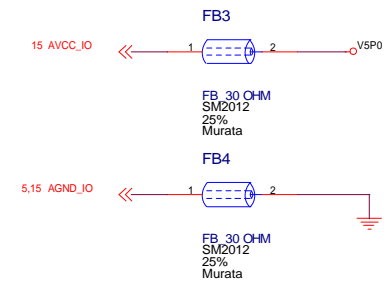 FB3
15 AVCC_IO 1 2 V5P0
FB_30 OHM
SM2012
25%
Murata
FB4
5,15 AGND_IO 1 2
FB_30 OHM
SM2012
25%
Murata